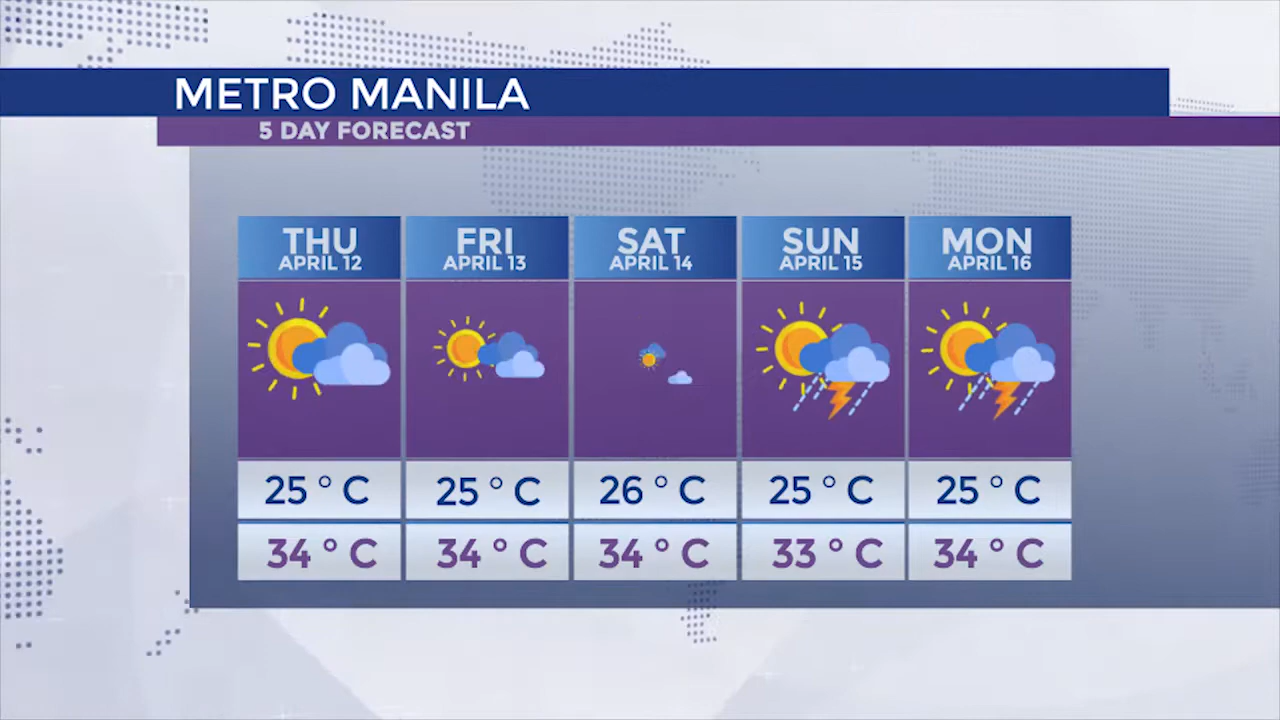 METRO MANILA
5 DAY FORECAST
THU FRI SAT SUN MON
APRIL 12 APRIL 13 APRIL 14 APRIL 15 APRIL 16
25 ° C 25 ° C 26 ° C 25 ° C 25 ° C
34 ° C 34 ° C 34 ° C 33 ° C 34 ° C